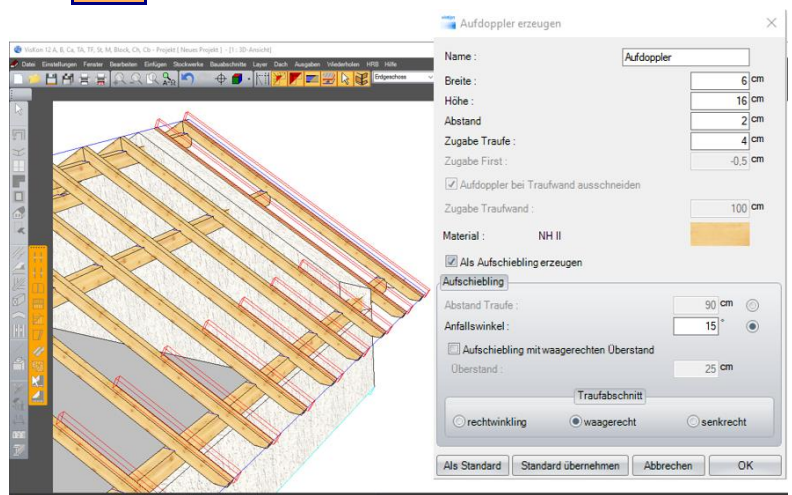 VisKon 12 A, B, Ca, TA, TF, St, M, Block, Ch, Cb - Projekt [ Neues Projekt ] - [1: 3D-Ansicht]
Datei Einstellungen Fenster Bearbeiten Einfügen Stockwerke Bauabschnitte Layer Dach Ausgaben Wiederholen HRB Hilfe
Erdgeschoss
Aufdoppler erzeugen
Name : Aufdoppler
Breite : 6 cm
Höhe : 16 cm
Abstand 2 cm
Zugabe Traufe : 4 cm
Zugabe First : -0,5 cm
Aufdoppler bei Traufwand ausschneiden
Zugabe Traufwand : 100 cm
Material : NH II
Als Aufschiebling erzeugen
Aufschiebling
Abstand Traufe : 90 cm
Anfallswinkel : 15 °
Aufschiebling mit waagerechten Überstand
Überstand : 25 cm
Traufabschnitt
rechtwinkling waagerecht senkrecht
Als Standard Standard übernehmen Abbrechen OK